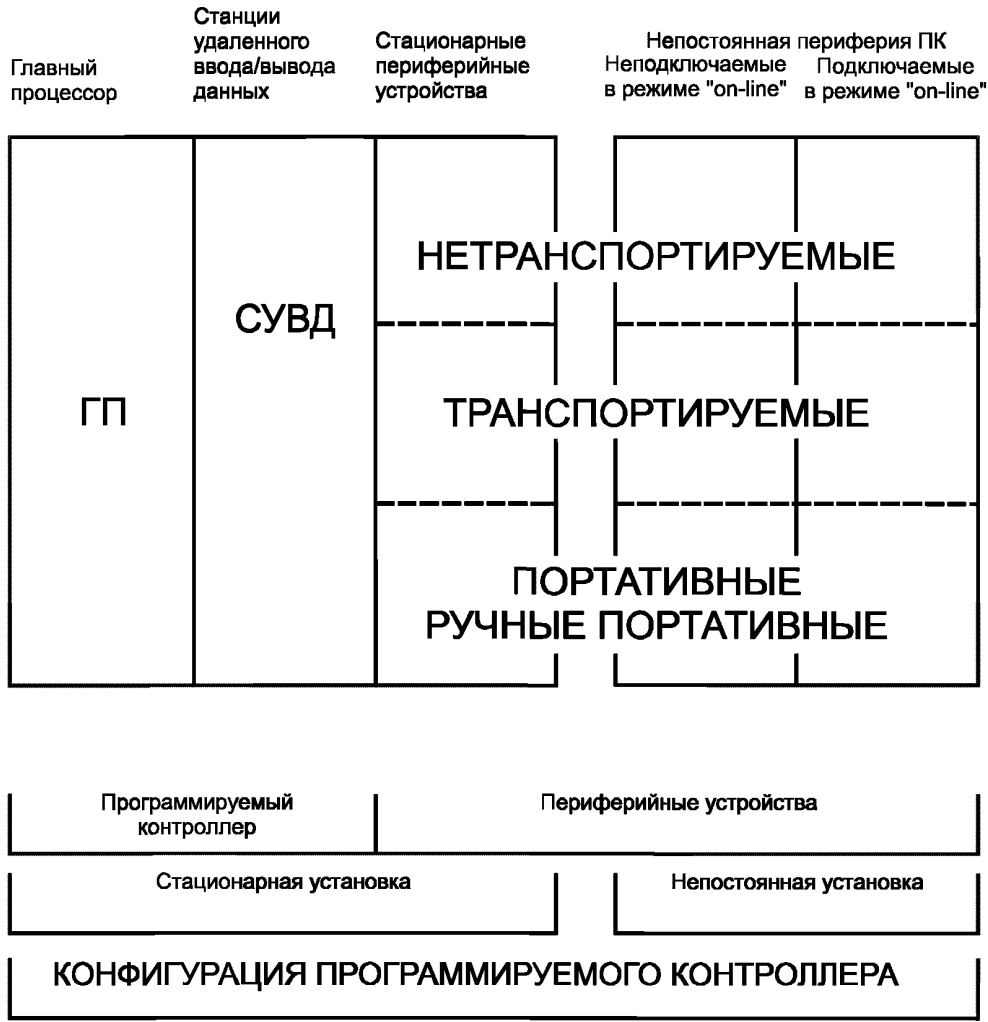 Главный
процессор
Станции
удаленного
ввода/вывода
данных
Стационарные
периферийные
устройства
Непостоянная периферия ПК
Неподключаемые
в режиме "on-line"
Подключаемые
в режиме "on-line"
НЕТРАНСПОРТИРУЕМЫЕ
СУВД
ГП
ТРАНСПОРТИРУЕМЫЕ
ПОРТАТИВНЫЕ
РУЧНЫЕ ПОРТАТИВНЫЕ
Программируемый
контроллер
Периферийные устройства
Стационарная установка
Непостоянная установка
КОНФИГУРАЦИЯ ПРОГРАММИРУЕМОГО КОНТРОЛЛЕРА